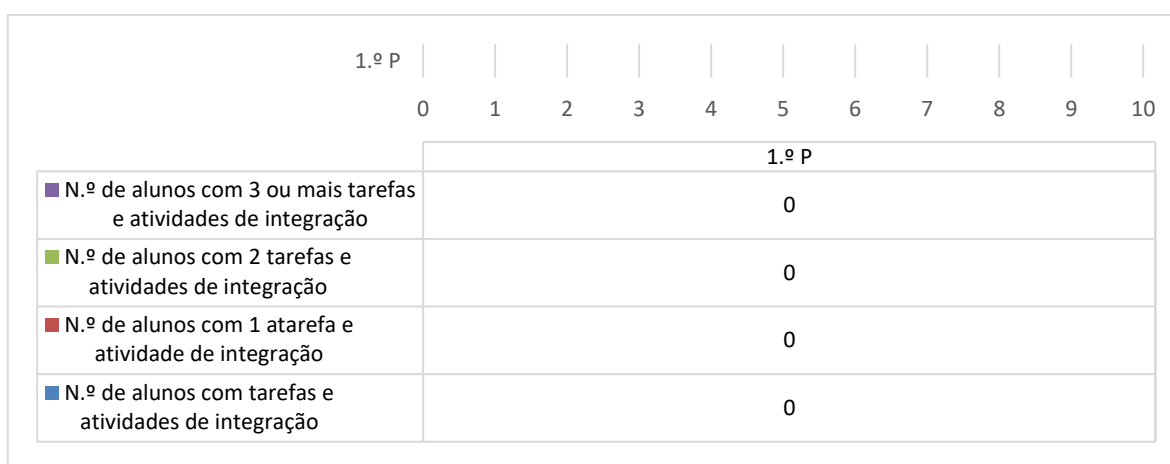 1.º P
0 1 2 3 4 5 6 7 8 9 10
1.º P
N.º de alunos com 3 ou mais tarefas
e atividades de integração
0
N.º de alunos com 2 tarefas e
atividades de integração
0
N.º de alunos com 1 atarefa e
atividade de integração
0
N.º de alunos com tarefas e
atividades de integração
0